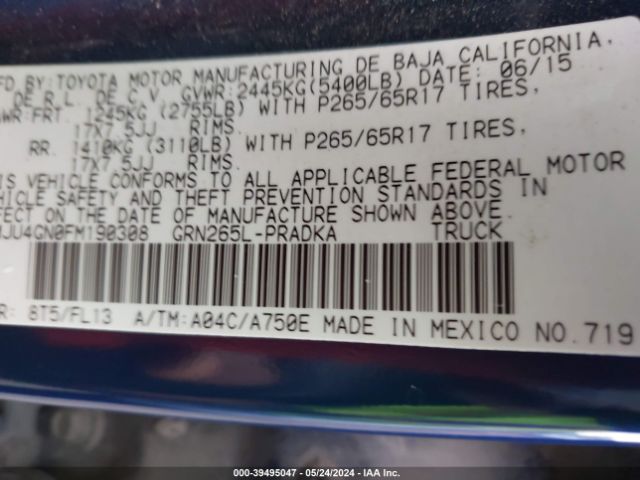 MFD BY: TOYOTA MOTOR MANUFACTURING DE BAJA CALIFORNIA,
DE R.L. DE C.V. GVWR: 2445KG(5400LB) DATE: 06/15
FRT. 1245KG (2755LB) WITH P265/65R17 TIRES,
17X7.5JJ RIMS.
RR. 1410KG (3110LB) WITH P265/65R17 TIRES,
17X7.5JJ RIMS.
IS VEHICLE CONFORMS TO ALL APPLICABLE FEDERAL MOTOR
HICLE SAFETY AND THEFT PREVENTION STANDARDS IN
FECT ON THE DATE OF MANUFACTURE SHOWN ABOVE.
JU4GN0FM190308 GRN265L-PRADKA TRUCK
R: 8T5/FL13 A/TM: A04C/A750E MADE IN MEXICO NO.719
000-39495047 - 05/24/2024 - IAA Inc.